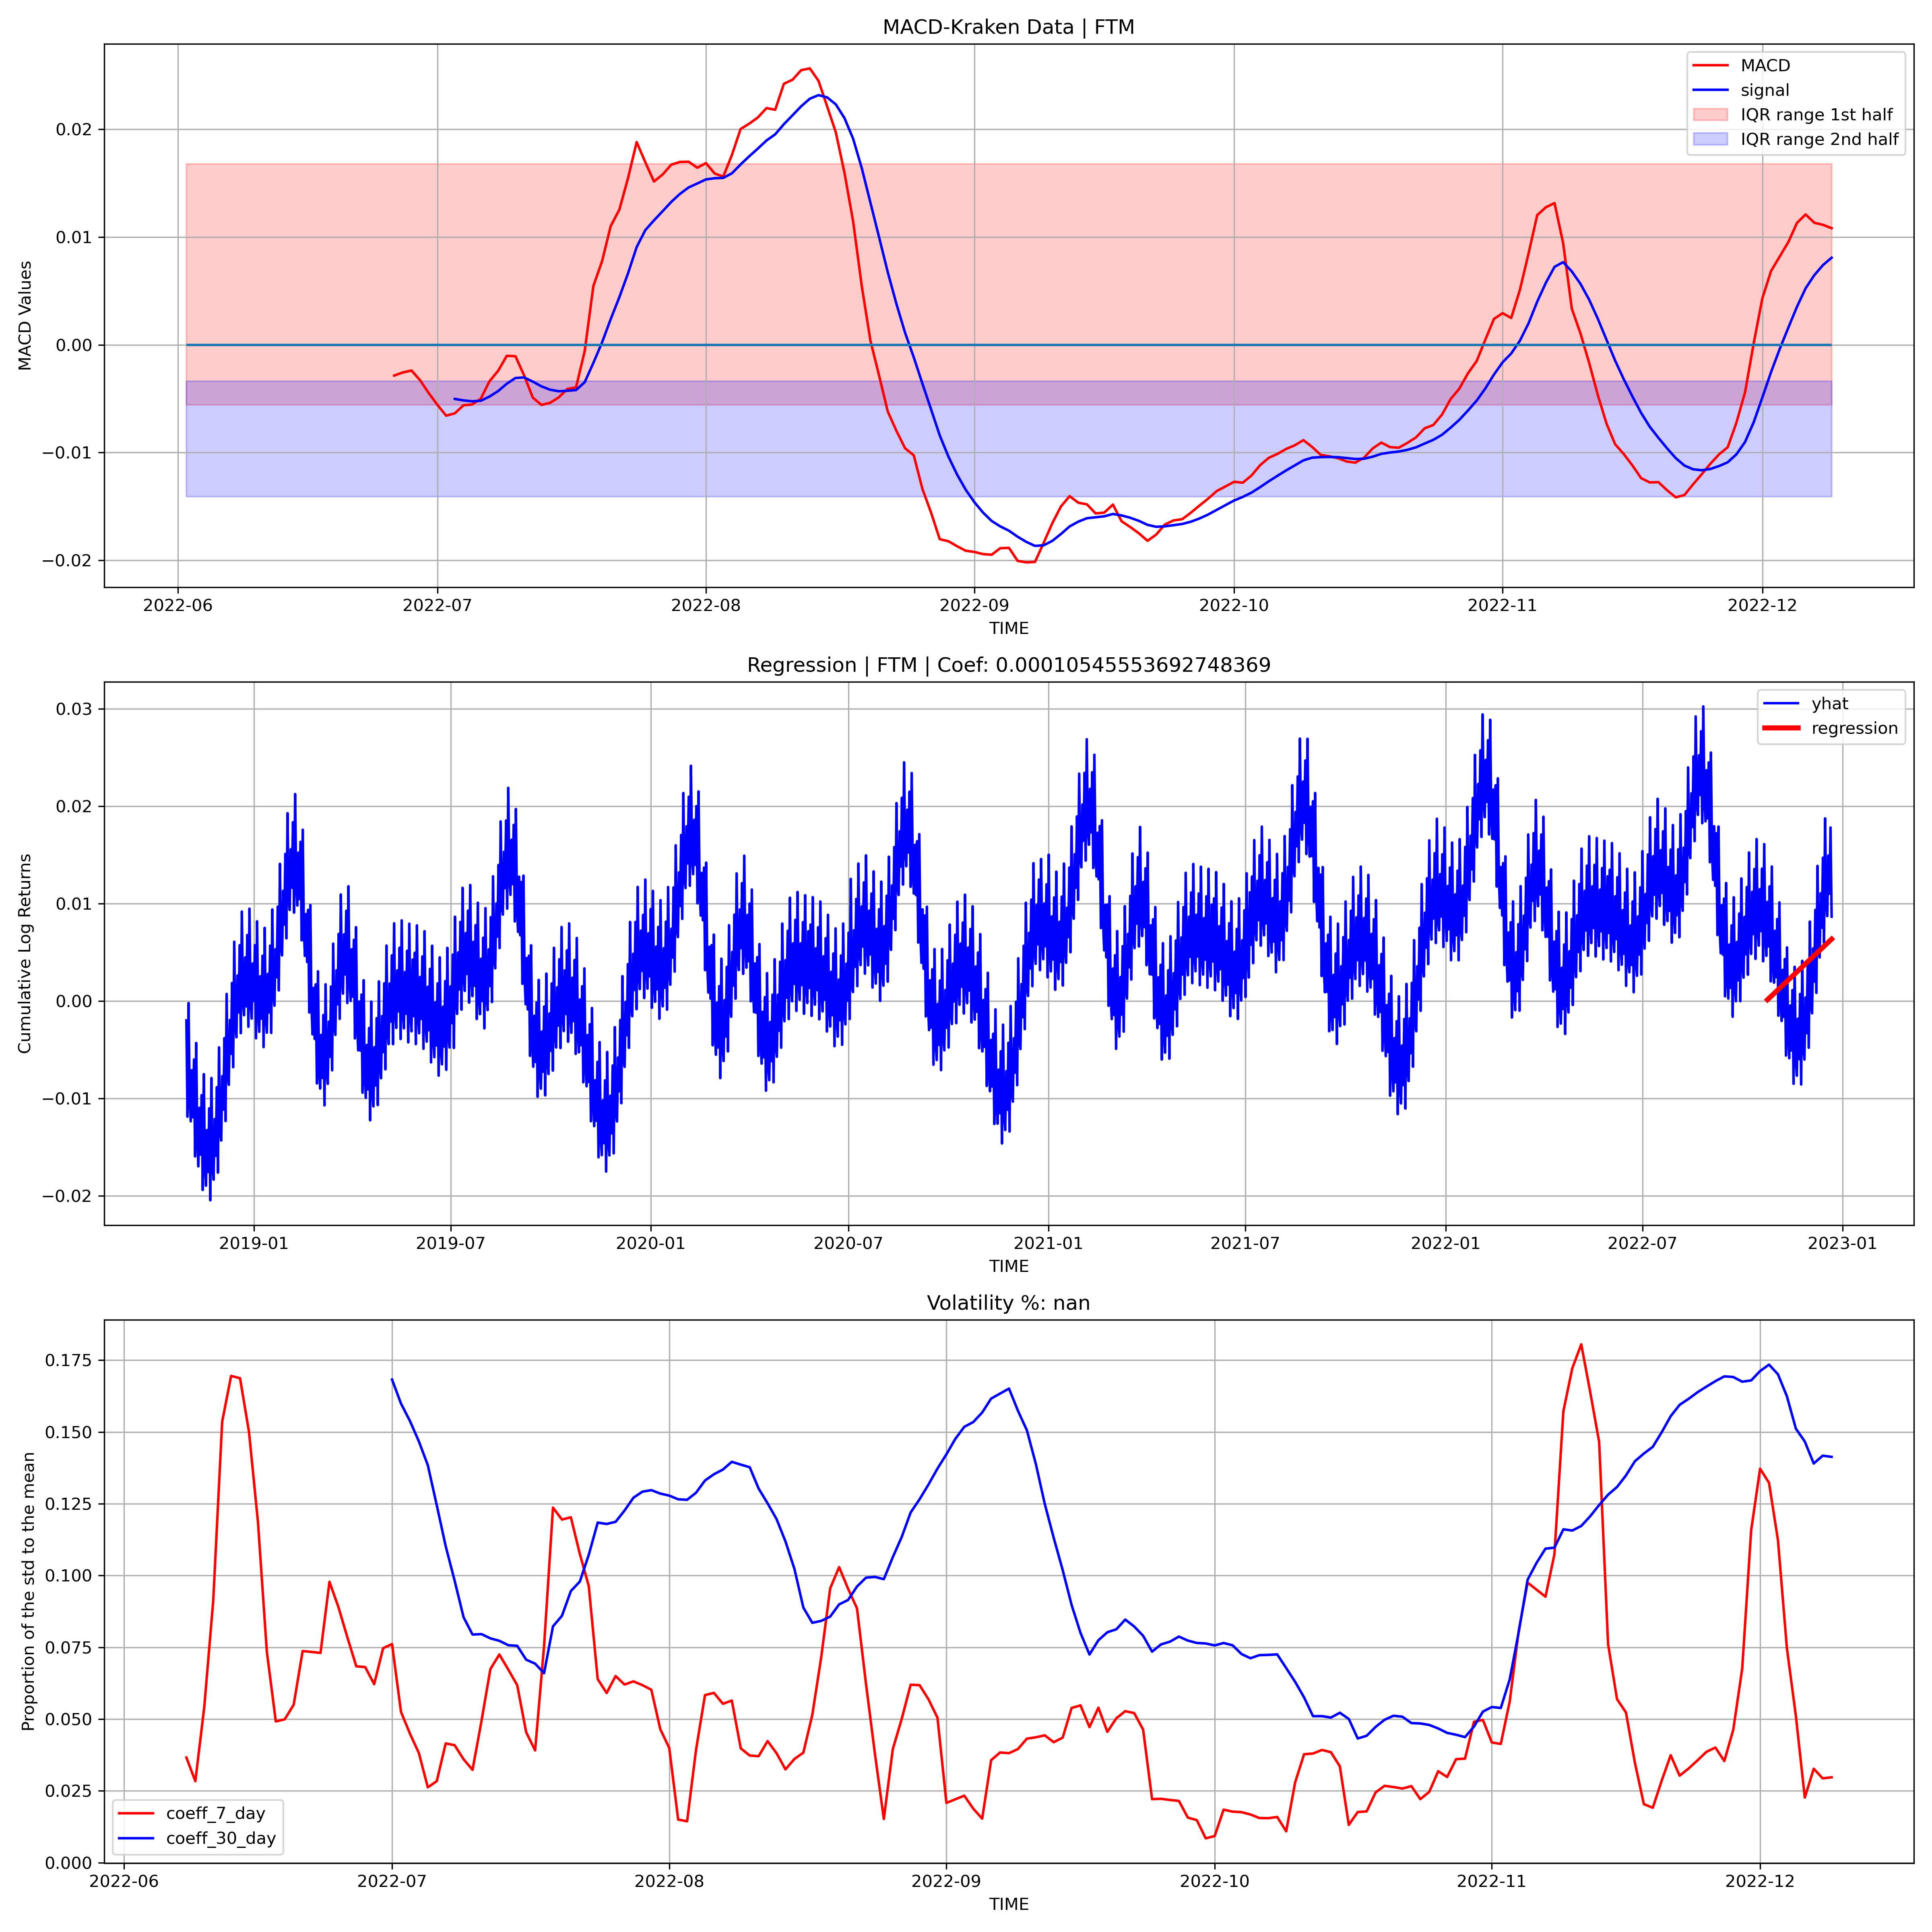 MACD-Kraken Data | FTM
MACD
signal
IQR range 1st half
IQR range 2nd half
MACD Values
0.02
0.01
0.00
−0.01
−0.02
2022-06 2022-07 2022-08 2022-09 2022-10 2022-11 2022-12
TIME
Regression | FTM | Coef: 0.00010545553692748369
yhat
regression
Cumulative Log Returns
0.03
0.02
0.01
0.00
−0.01
−0.02
2019-01 2019-07 2020-01 2020-07 2021-01 2021-07 2022-01 2022-07 2023-01
TIME
Volatility %: nan
Proportion of the std to the mean
0.175
0.150
0.125
0.100
0.075
0.050
0.025
0.000
coeff_7_day
coeff_30_day
2022-06 2022-07 2022-08 2022-09 2022-10 2022-11 2022-12
TIME